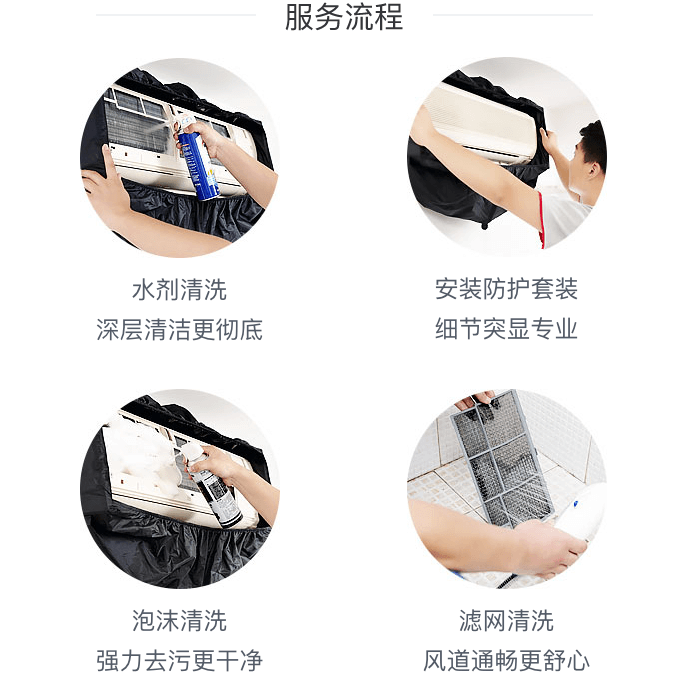 服务流程
水剂清洗
深层清洁更彻底
安装防护套装
细节突显专业
泡沫清洗
强力去污更干净
滤网清洗
风道通畅更舒心